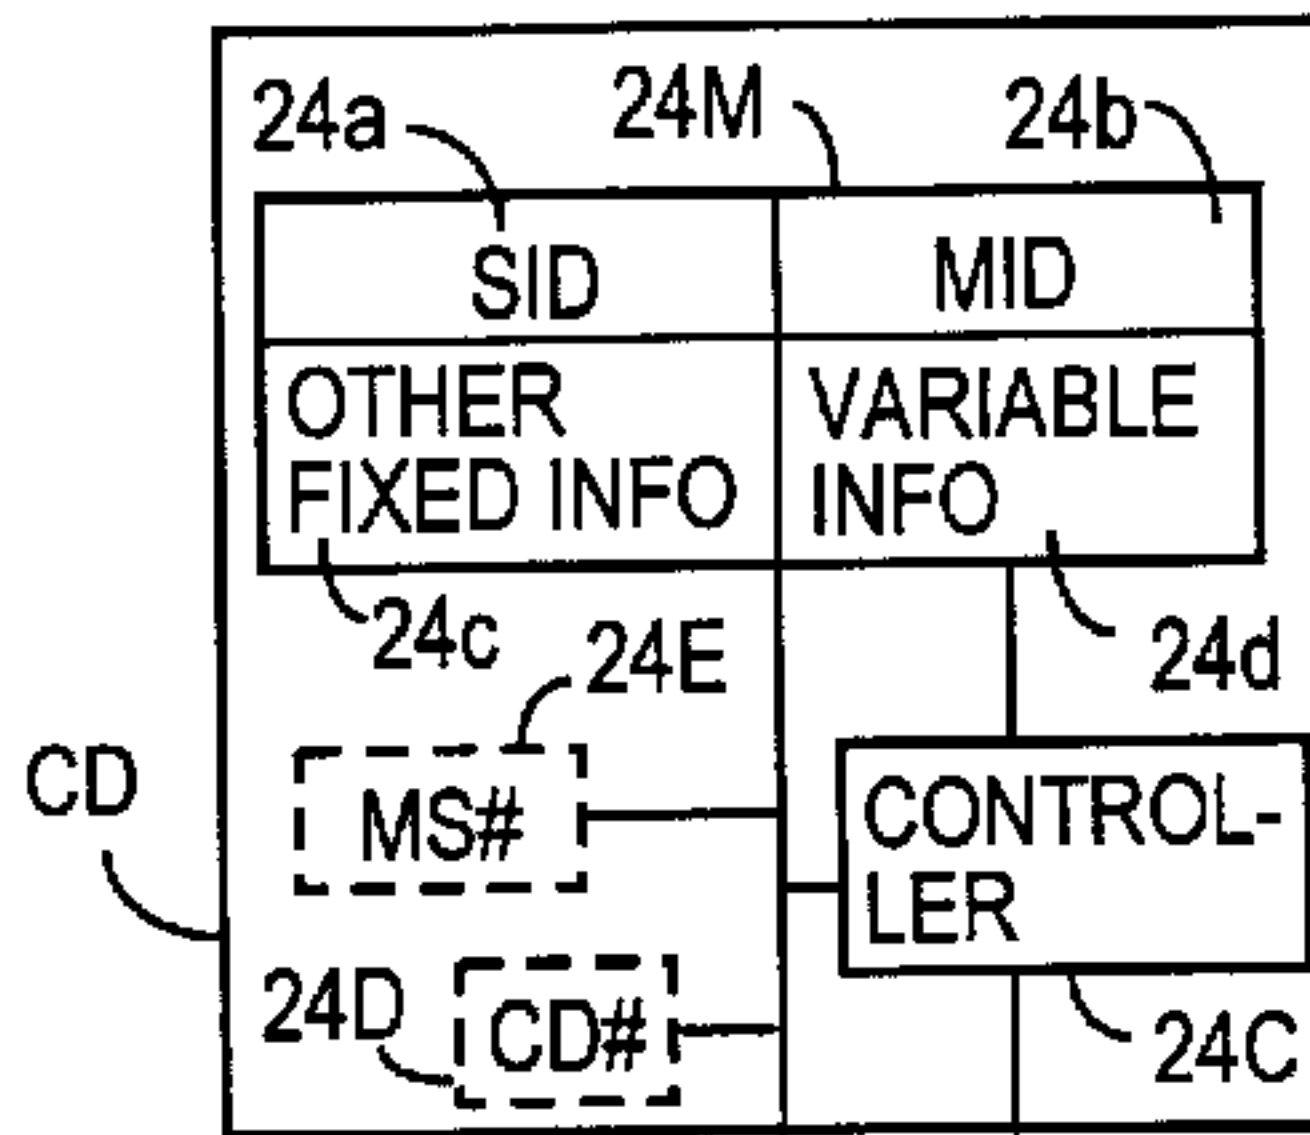 24a 24M 24b
SID MID
OTHER VARIABLE
FIXED INFO INFO
24c 24E 24d
CD MS# CONTROL-
LER
24D CD# 24C